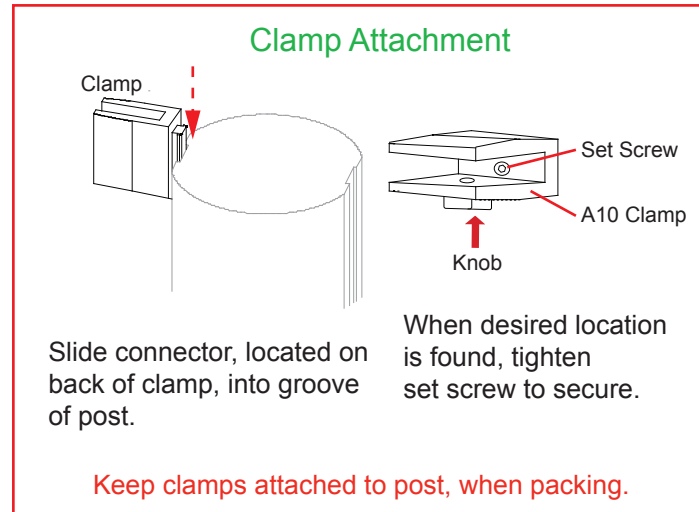 Clamp Attachment
Clamp
Set Screw
A10 Clamp
Knob
Slide connector, located on
back of clamp, into groove
of post.
When desired location
is found, tighten
set screw to secure.
Keep clamps attached to post, when packing.